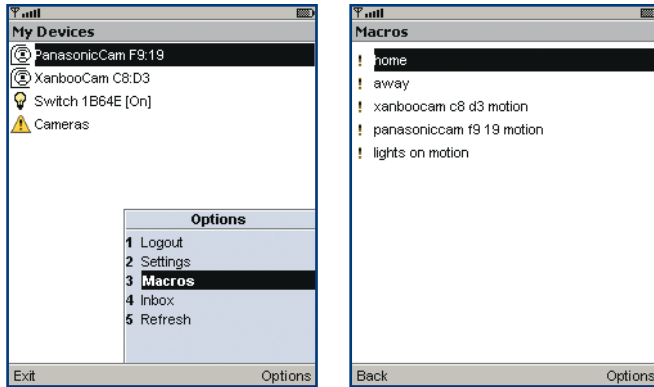 My Devices
PanasonicCam F9:19
XanbooCam C8:D3
Switch 1B64E [On]
Cameras
Options
1 Logout
2 Settings
3 Macros
4 Inbox
5 Refresh
Exit Options
Macros
! home
! away
! xanboocam c8 d3 motion
! panasoniccam f9 19 motion
! lights on motion
Back Options